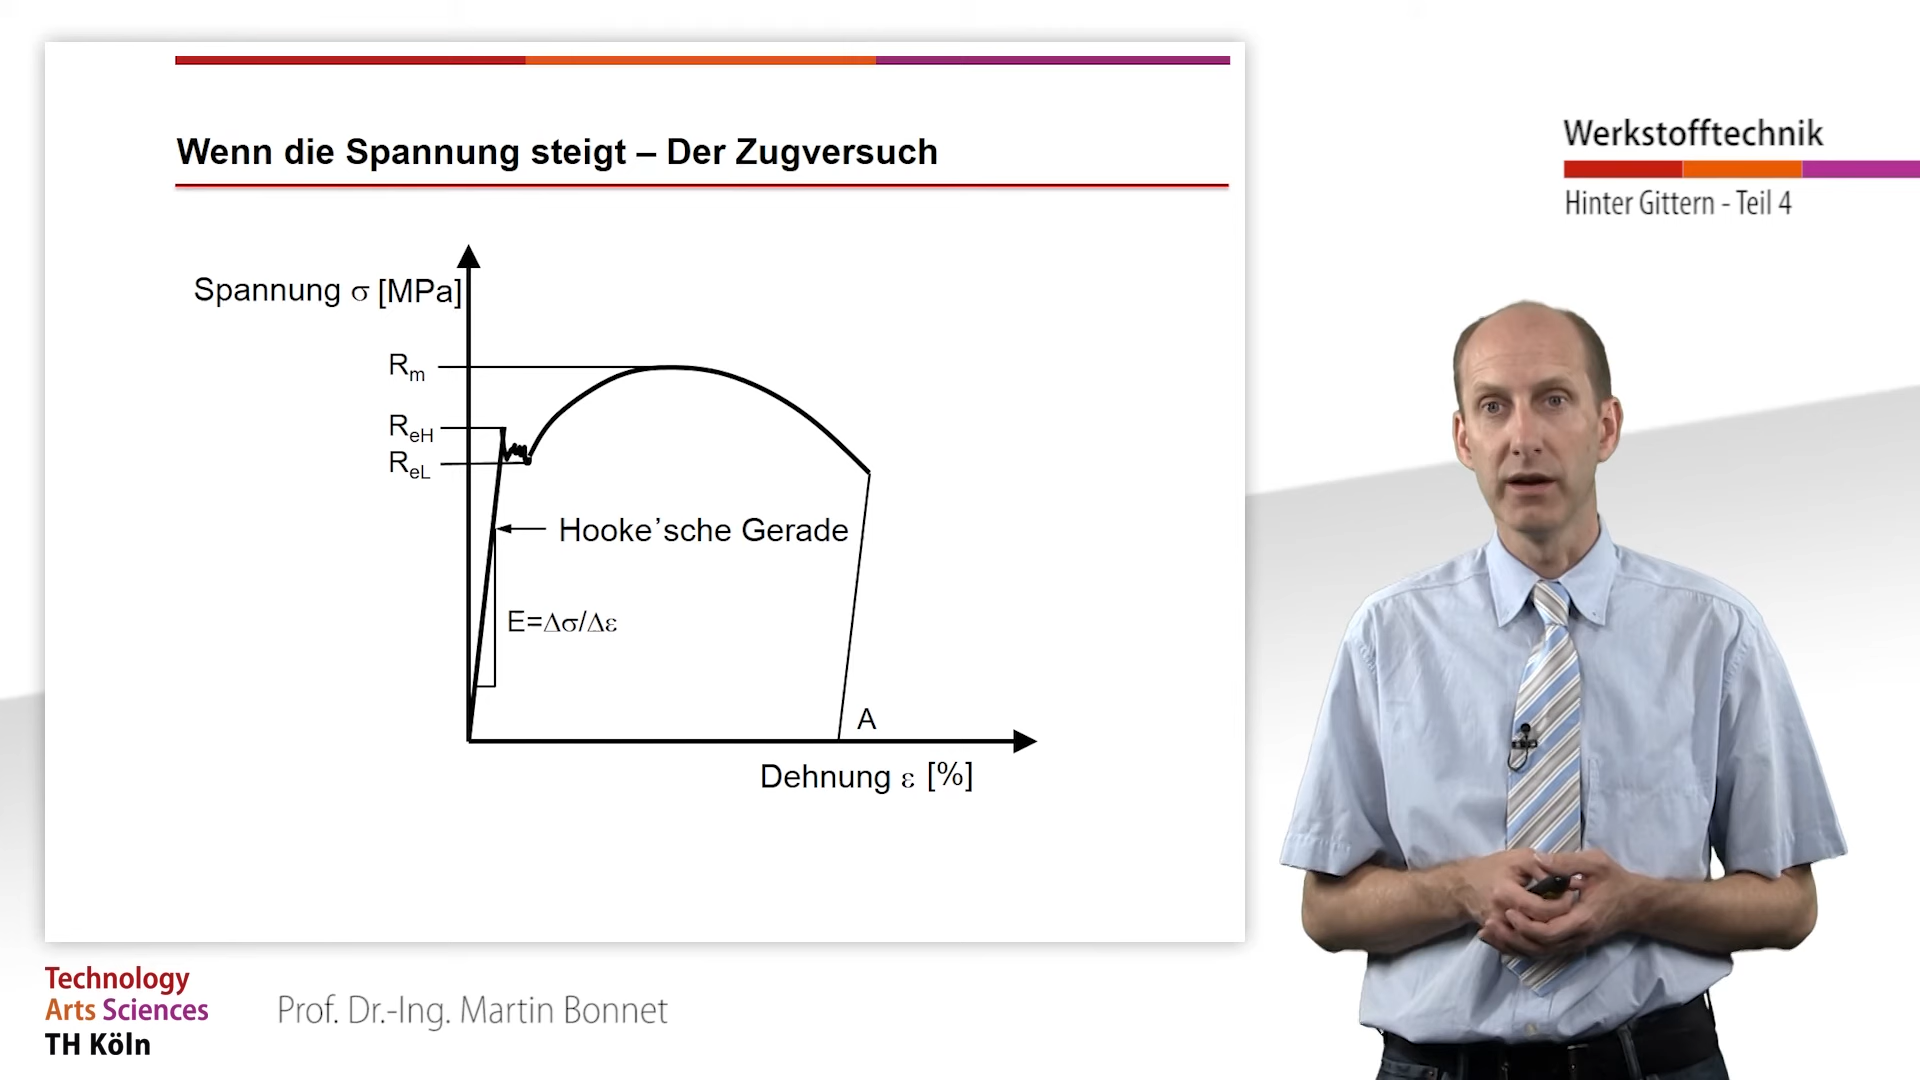 Wenn die Spannung steigt – Der Zugversuch
Werkstofftechnik
Hinter Gittern - Teil 4
Spannung σ [MPa]
Rm
ReH
ReL
Hooke’sche Gerade
E=Δσ/Δε
A
Dehnung ε [%]
Technology
Arts Sciences
TH Köln
Prof. Dr.-Ing. Martin Bonnet